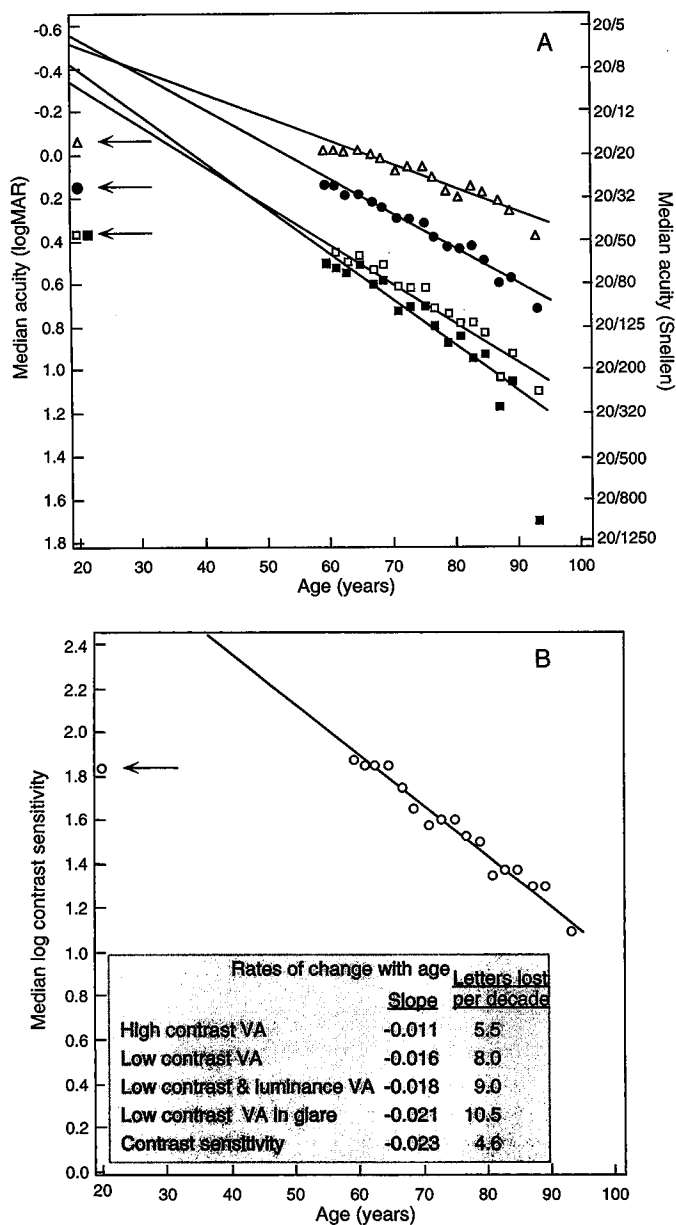 A
Median acuity (logMAR)
-0.6
-0.4
-0.2
0.0
0.2
0.4
0.6
0.8
1.0
1.2
1.4
1.6
1.8
20/5
20/8
20/12
20/20
20/32
20/50
20/80
20/125
20/200
20/320
20/500
20/800
20/1250
Median acuity (Snellen)
20 30 40 50 60 70 80 90 100
Age (years)
B
Median log contrast sensitivity
2.4
2.2
2.0
1.8
1.6
1.4
1.2
1.0
0.8
0.6
0.4
0.2
0.0
Rates of change with age
Slope Letters lost per decade
High contrast VA -0.011 5.5
Low contrast VA -0.016 8.0
Low contrast & luminance VA -0.018 9.0
Low contrast VA in glare -0.021 10.5
Contrast sensitivity -0.023 4.6
20 30 40 50 60 70 80 90 100
Age (years)